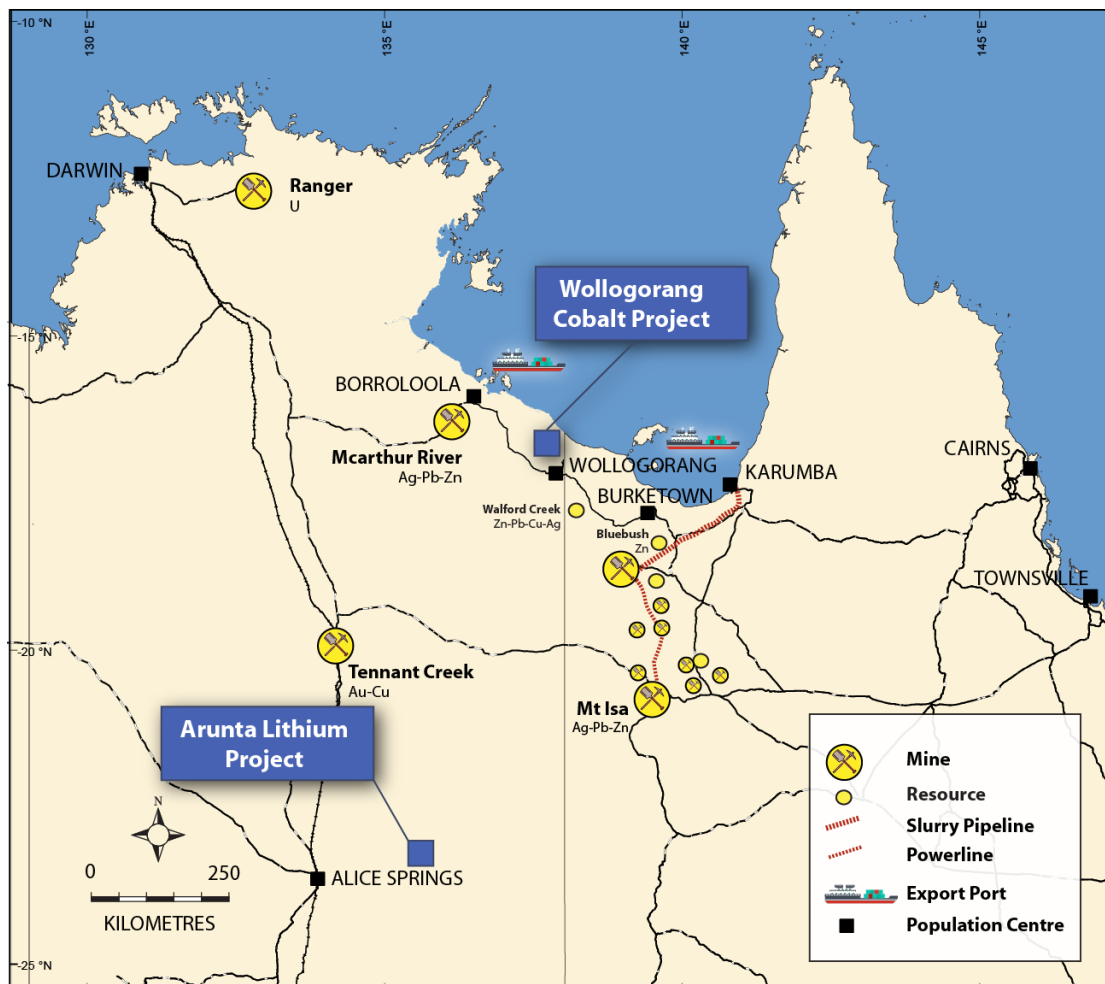 130 °E
135 °E
140 °E
145 °E
-10 °N
DARWIN
Ranger
U
Wollogorang
Cobalt Project
-15 °N
BORROLOOLA
Mcarthur River
Ag-Pb-Zn
WOLLOGORANG
KARUMBA
CAIRNS
BURKETOWN
Walford Creek
Zn-Pb-Cu-Ag
Bluebush
Zn
TOWNSVILLE
-20 °N
Tennant Creek
Au-Cu
Mt Isa
Ag-Pb-Zn
Arunta Lithium
Project
N
0
250
KILOMETRES
ALICE SPRINGS
-25 °N
Mine
Resource
Slurry Pipeline
Powerline
Export Port
Population Centre